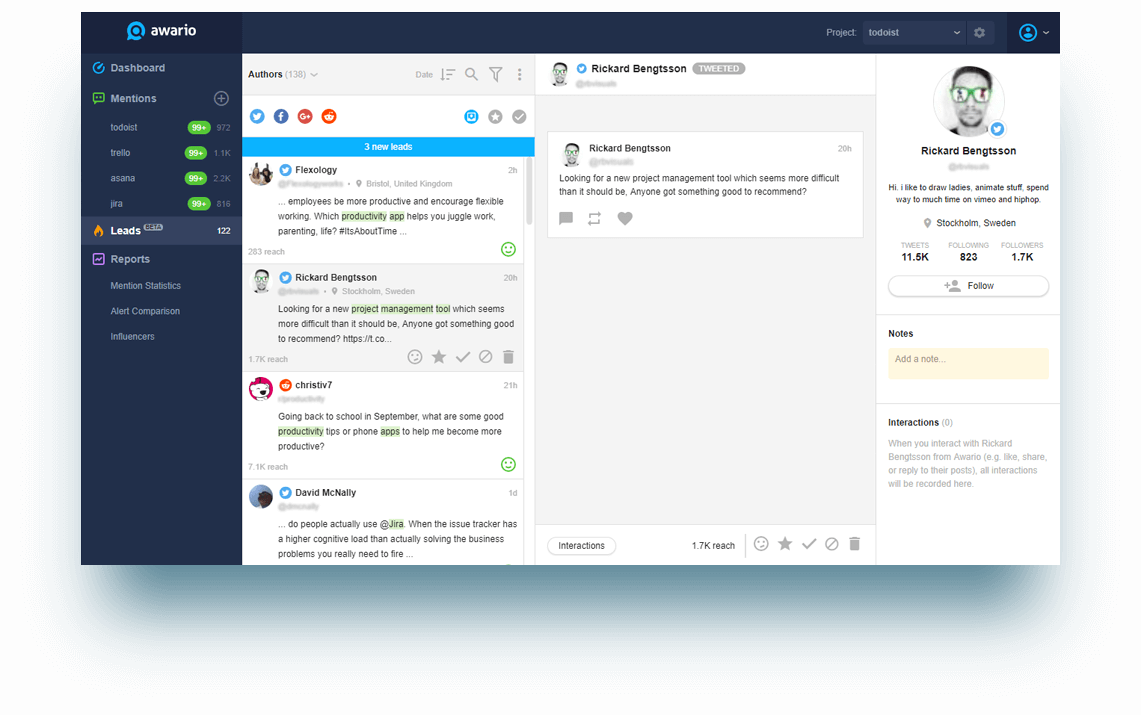 awario
Project: todoist
Dashboard
Mentions
todoist 99+ 972
trello 99+ 1.1K
asana 99+ 2.2K
jira 99+ 816
Leads BETA 122
Reports
Mention Statistics
Alert Comparison
Influencers
Authors (138) Date
3 new leads
Flexology 2h
Bristol, United Kingdom
... employees be more productive and encourage flexible
working. Which productivity app helps you juggle work,
parenting, life? #ItsAboutTime ...
283 reach
Rickard Bengtsson 20h
Stockholm, Sweden
Looking for a new project management tool which seems
more difficult than it should be, Anyone got something good
to recommend? https://t.co...
1.7K reach
christiv7 21h
Going back to school in September, what are some good
productivity tips or phone apps to help me become more
productive?
7.1K reach
David McNally 1d
... do people actually use @Jira. When the issue tracker has
a higher cognitive load than actually solving the business
problems you really need to fire ...
Rickard Bengtsson TWEETED
Rickard Bengtsson 20h
Looking for a new project management tool which seems more difficult
than it should be, Anyone got something good to recommend?
Interactions 1.7K reach
Rickard Bengtsson
Hi. i like to draw ladies, animate stuff, spend
way to much time on vimeo and hiphop.
Stockholm, Sweden
TWEETS FOLLOWING FOLLOWERS
11.5K 823 1.7K
Follow
Notes
Add a note...
Interactions (0)
When you interact with Rickard
Bengtsson from Awario (e.g. like, share,
or reply to their posts), all interactions
will be recorded here.